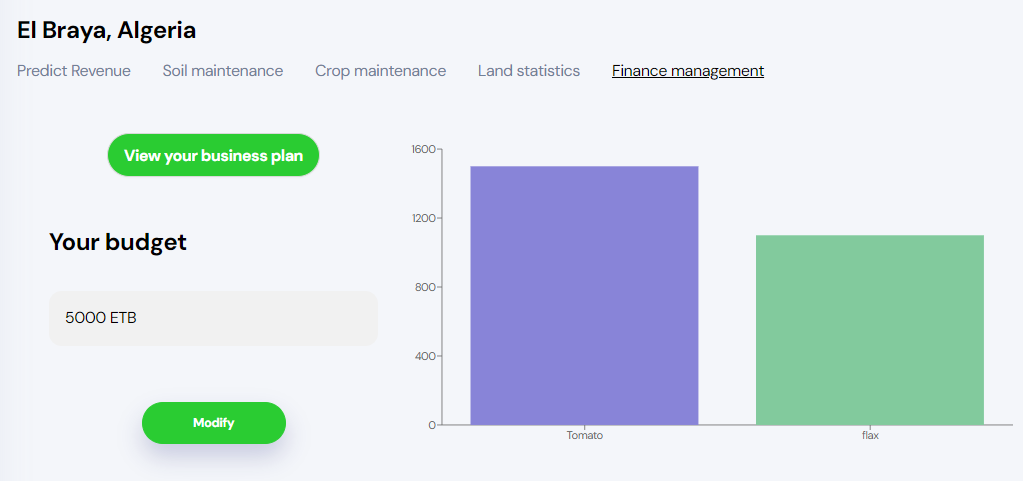 El Braya, Algeria
Predict Revenue Soil maintenance Crop maintenance Land statistics Finance management
View your business plan
Your budget
5000 ETB
Modify
1600
1200
800
400
0
Tomato flax